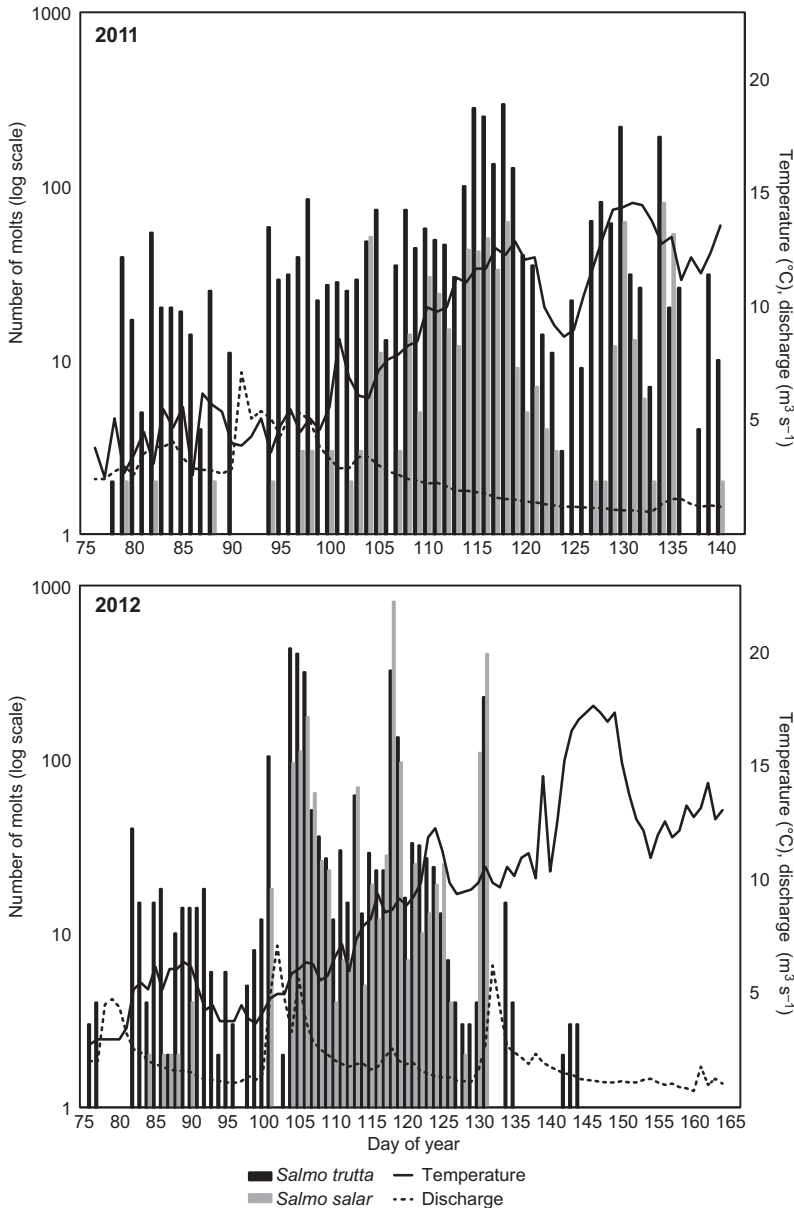 2011
1000
100
10
1
Number of molts (log scale)
20
15
10
5
Temperature (°C), discharge (m³ s⁻¹)
75 80 85 90 95 100 105 110 115 120 125 130 135 140
2012
1000
100
10
1
Number of molts (log scale)
20
15
10
5
Temperature (°C), discharge (m³ s⁻¹)
75 80 85 90 95 100 105 110 115 120 125 130 135 140 145 150 155 160 165
Day of year
Salmo trutta Temperature
Salmo salar Discharge